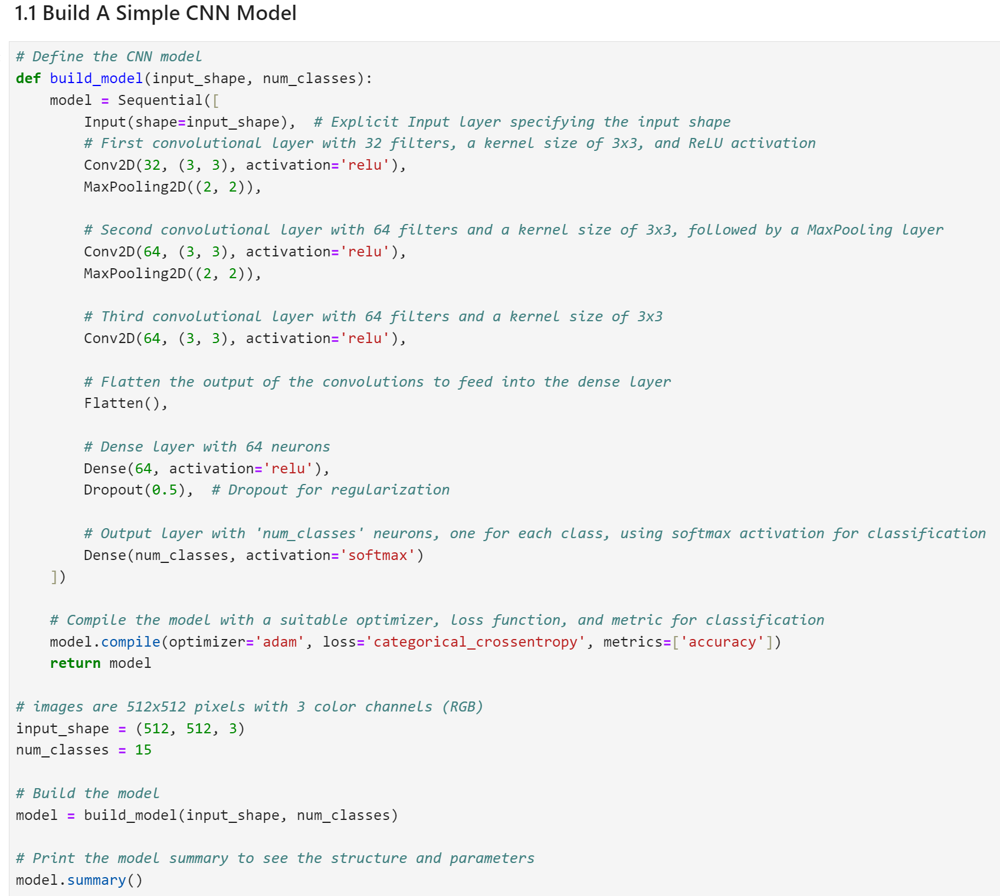 1.1 Build A Simple CNN Model
# Define the CNN model
def build_model(input_shape, num_classes):
    model = Sequential([
        Input(shape=input_shape),  # Explicit Input layer specifying the input shape
        # First convolutional layer with 32 filters, a kernel size of 3x3, and ReLU activation
        Conv2D(32, (3, 3), activation='relu'),
        MaxPooling2D((2, 2)),

        # Second convolutional layer with 64 filters and a kernel size of 3x3, followed by a MaxPooling layer
        Conv2D(64, (3, 3), activation='relu'),
        MaxPooling2D((2, 2)),

        # Third convolutional layer with 64 filters and a kernel size of 3x3
        Conv2D(64, (3, 3), activation='relu'),

        # Flatten the output of the convolutions to feed into the dense layer
        Flatten(),

        # Dense layer with 64 neurons
        Dense(64, activation='relu'),
        Dropout(0.5),  # Dropout for regularization

        # Output layer with 'num_classes' neurons, one for each class, using softmax activation for classification
        Dense(num_classes, activation='softmax')
    ])

    # Compile the model with a suitable optimizer, loss function, and metric for classification
    model.compile(optimizer='adam', loss='categorical_crossentropy', metrics=['accuracy'])
    return model

# images are 512x512 pixels with 3 color channels (RGB)
input_shape = (512, 512, 3)
num_classes = 15

# Build the model
model = build_model(input_shape, num_classes)

# Print the model summary to see the structure and parameters
model.summary()